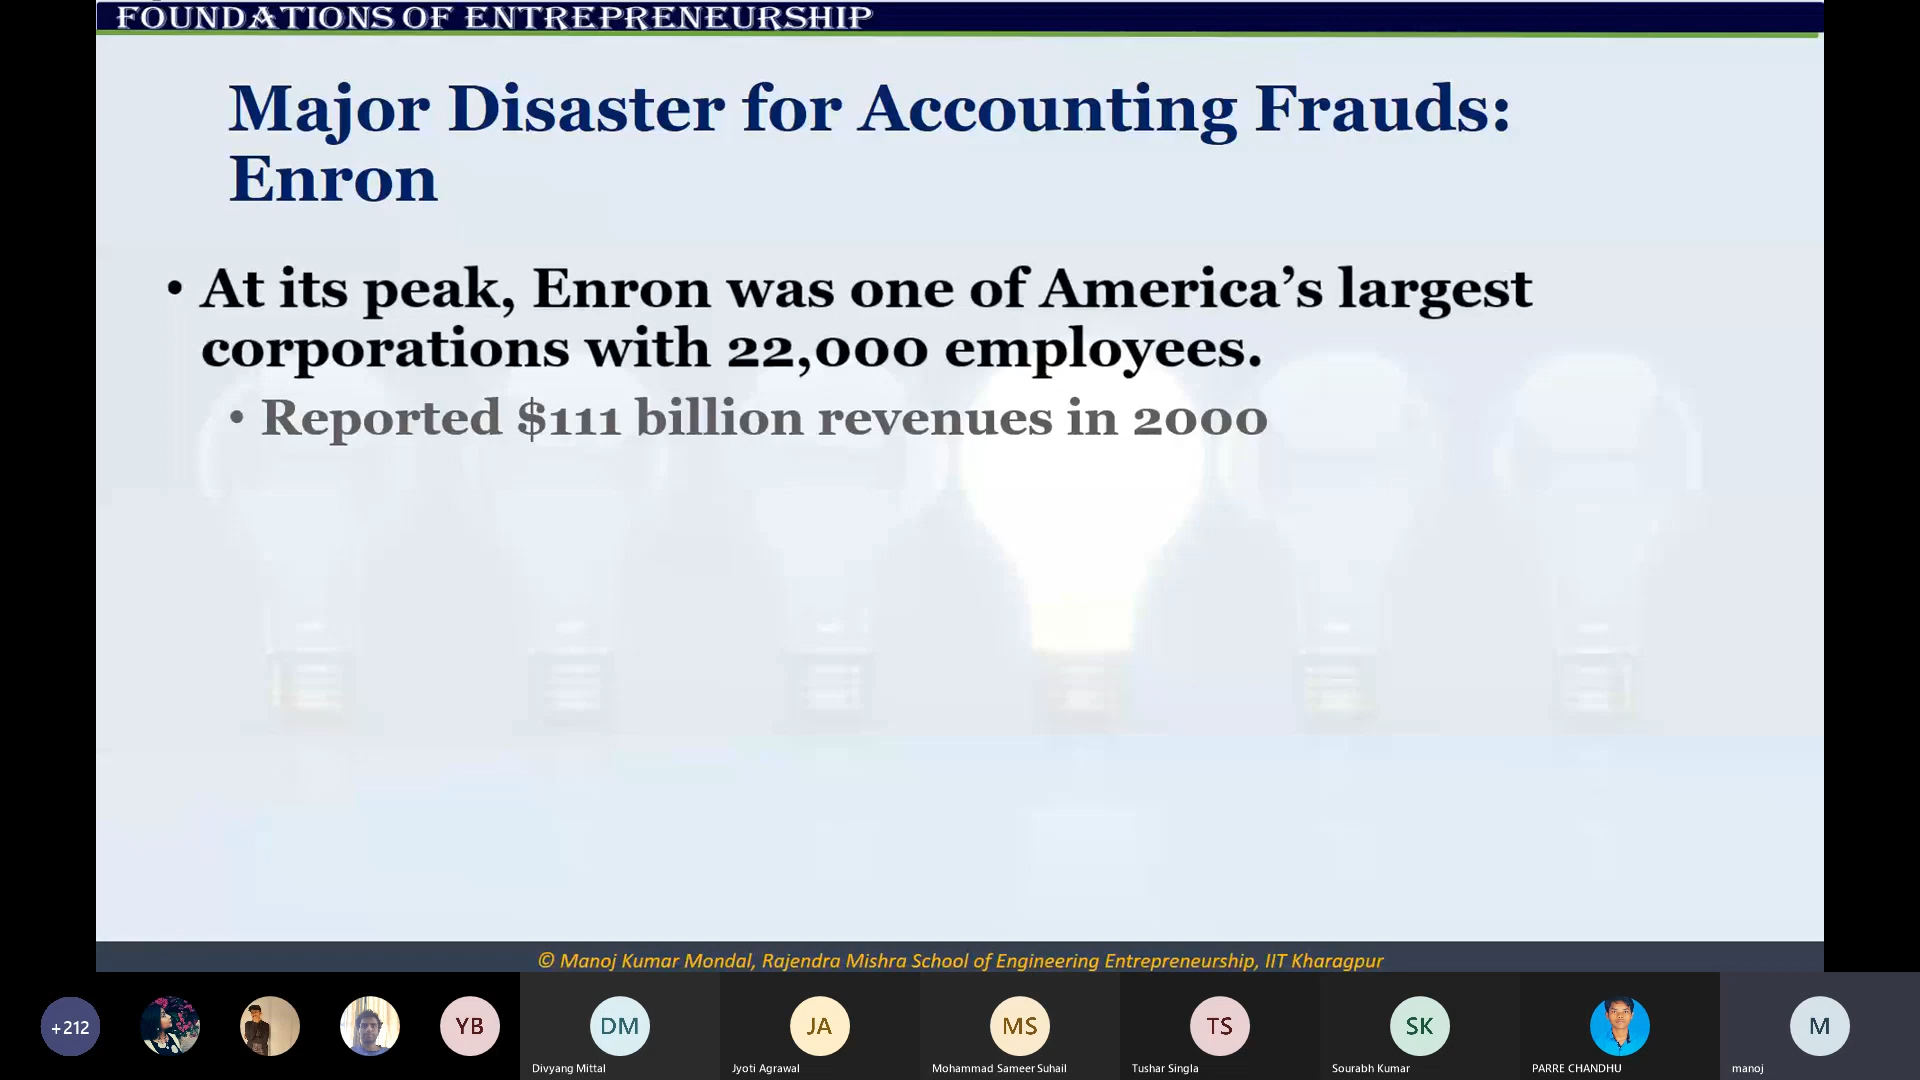 FOUNDATIONS OF ENTREPRENEURSHIP
Major Disaster for Accounting Frauds:
Enron
• At its peak, Enron was one of America’s largest
corporations with 22,000 employees.
• Reported $111 billion revenues in 2000
© Manoj Kumar Mondal, Rajendra Mishra School of Engineering Entrepreneurship, IIT Kharagpur
+212
YB
DM
JA
MS
TS
SK
M
Divyang Mittal
Jyoti Agrawal
Mohammad Sameer Suhail
Tushar Singla
Sourabh Kumar
PARRE CHANDHU
manoj